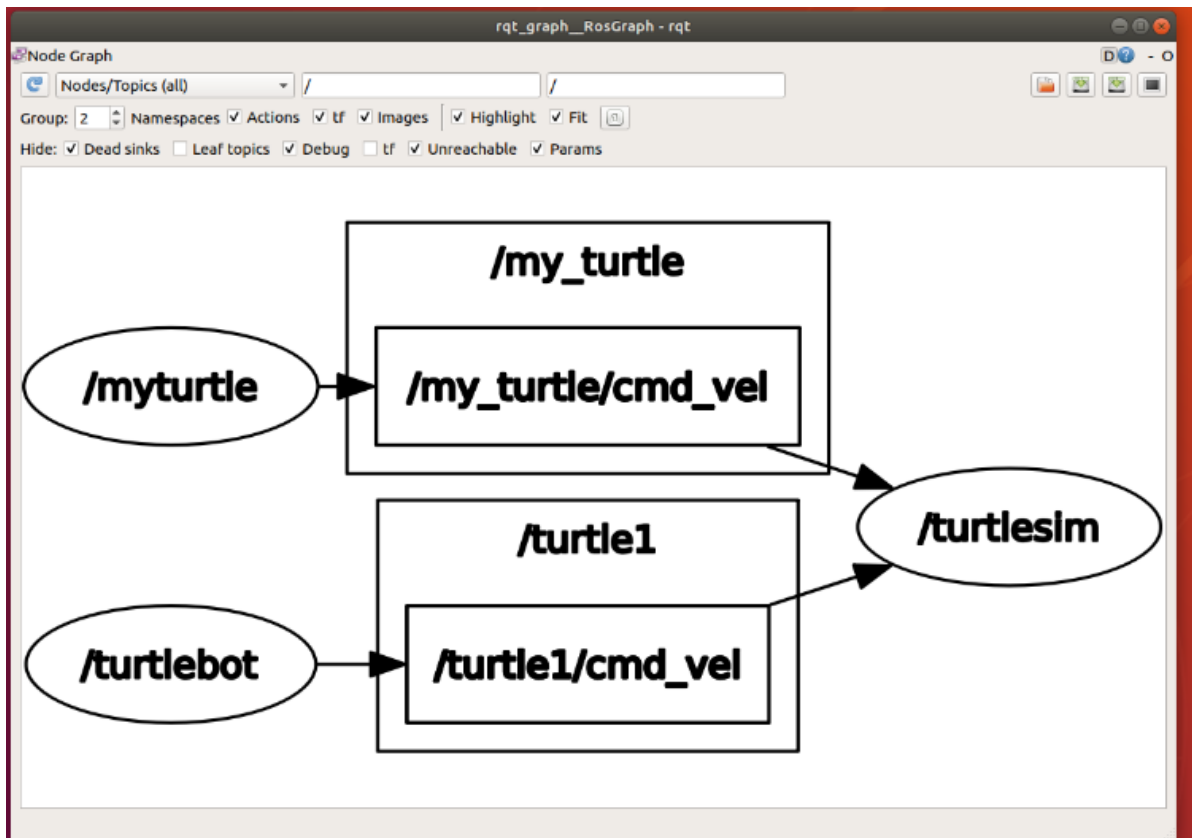 rqt_graph__RosGraph - rqt
Node Graph D - O
Nodes/Topics (all) / /
Group: 2 Namespaces Actions tf Images Highlight Fit
Hide: Dead sinks Leaf topics Debug tf Unreachable Params
/my_turtle
/myturtle /my_turtle/cmd_vel
/turtlesim
/turtle1
/turtlebot /turtle1/cmd_vel